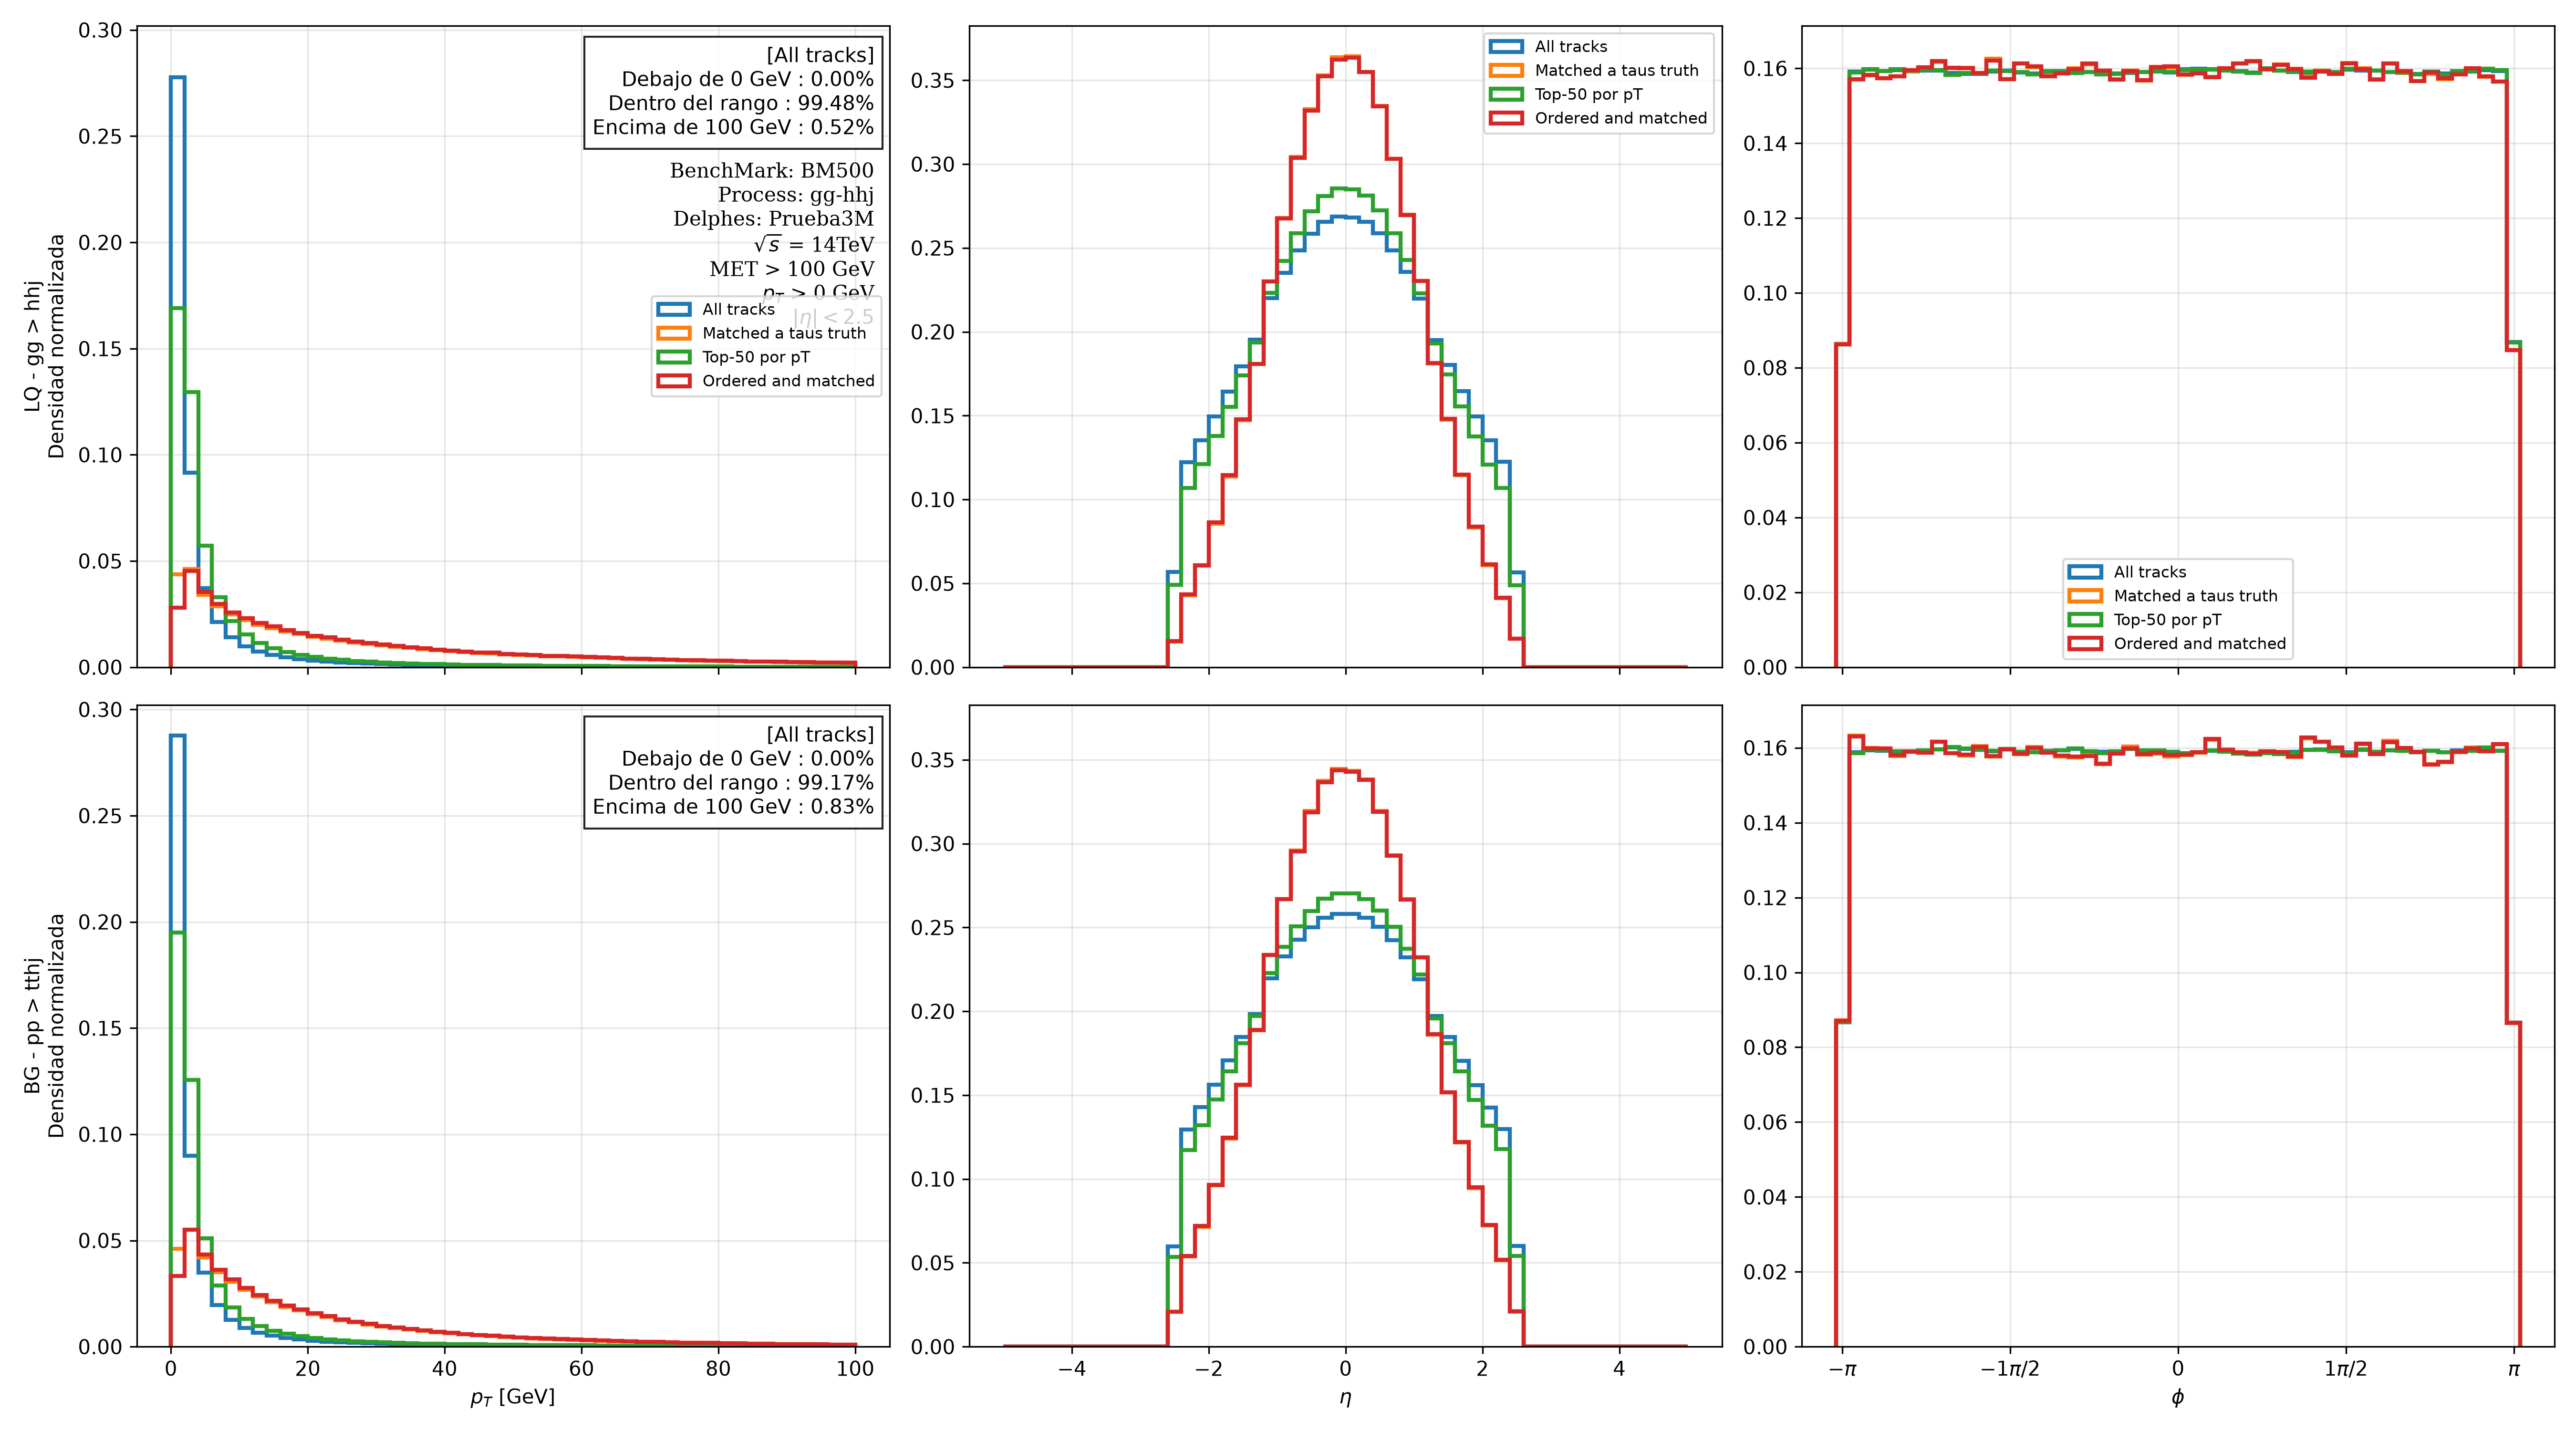 LQ - gg > hhj
Densidad normalizada
0.30
0.25
0.20
0.15
0.10
0.05
0.00
[All tracks]
Debajo de 0 GeV : 0.00%
Dentro del rango : 99.48%
Encima de 100 GeV : 0.52%
BenchMark: BM500
Process: gg-hhj
Delphes: Prueba3M
√s = 14TeV
MET > 100 GeV
p_T > 0 GeV
|η| < 2.5
All tracks
Matched a taus truth
Top-50 por pT
Ordered and matched
0.35
0.30
0.25
0.20
0.15
0.10
0.05
0.00
All tracks
Matched a taus truth
Top-50 por pT
Ordered and matched
0.16
0.14
0.12
0.10
0.08
0.06
0.04
0.02
0.00
All tracks
Matched a taus truth
Top-50 por pT
Ordered and matched
BG - pp > tthj
Densidad normalizada
0.30
0.25
0.20
0.15
0.10
0.05
0.00
[All tracks]
Debajo de 0 GeV : 0.00%
Dentro del rango : 99.17%
Encima de 100 GeV : 0.83%
0 20 40 60 80 100
p_T [GeV]
0.35
0.30
0.25
0.20
0.15
0.10
0.05
0.00
−4 −2 0 2 4
η
0.16
0.14
0.12
0.10
0.08
0.06
0.04
0.02
0.00
−π −1π/2 0 1π/2 π
ϕ